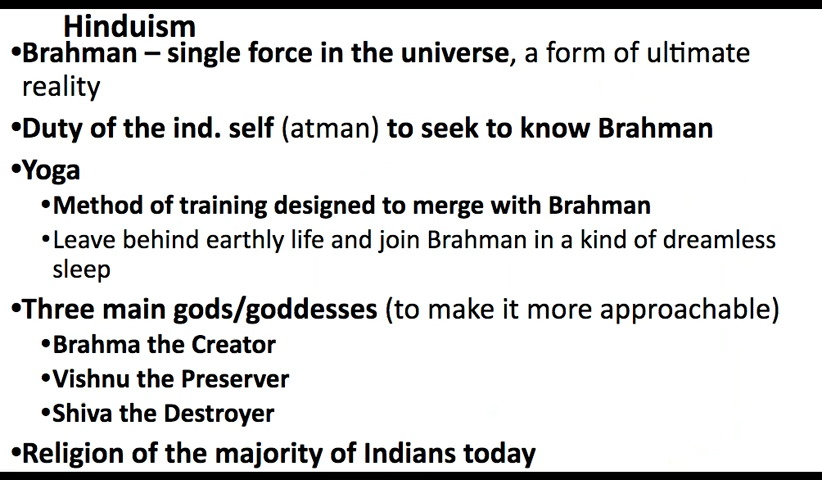 Hinduism
•Brahman – single force in the universe, a form of ultimate
reality
•Duty of the ind. self (atman) to seek to know Brahman
•Yoga
•Method of training designed to merge with Brahman
•Leave behind earthly life and join Brahman in a kind of dreamless
sleep
•Three main gods/goddesses (to make it more approachable)
•Brahma the Creator
•Vishnu the Preserver
•Shiva the Destroyer
•Religion of the majority of Indians today